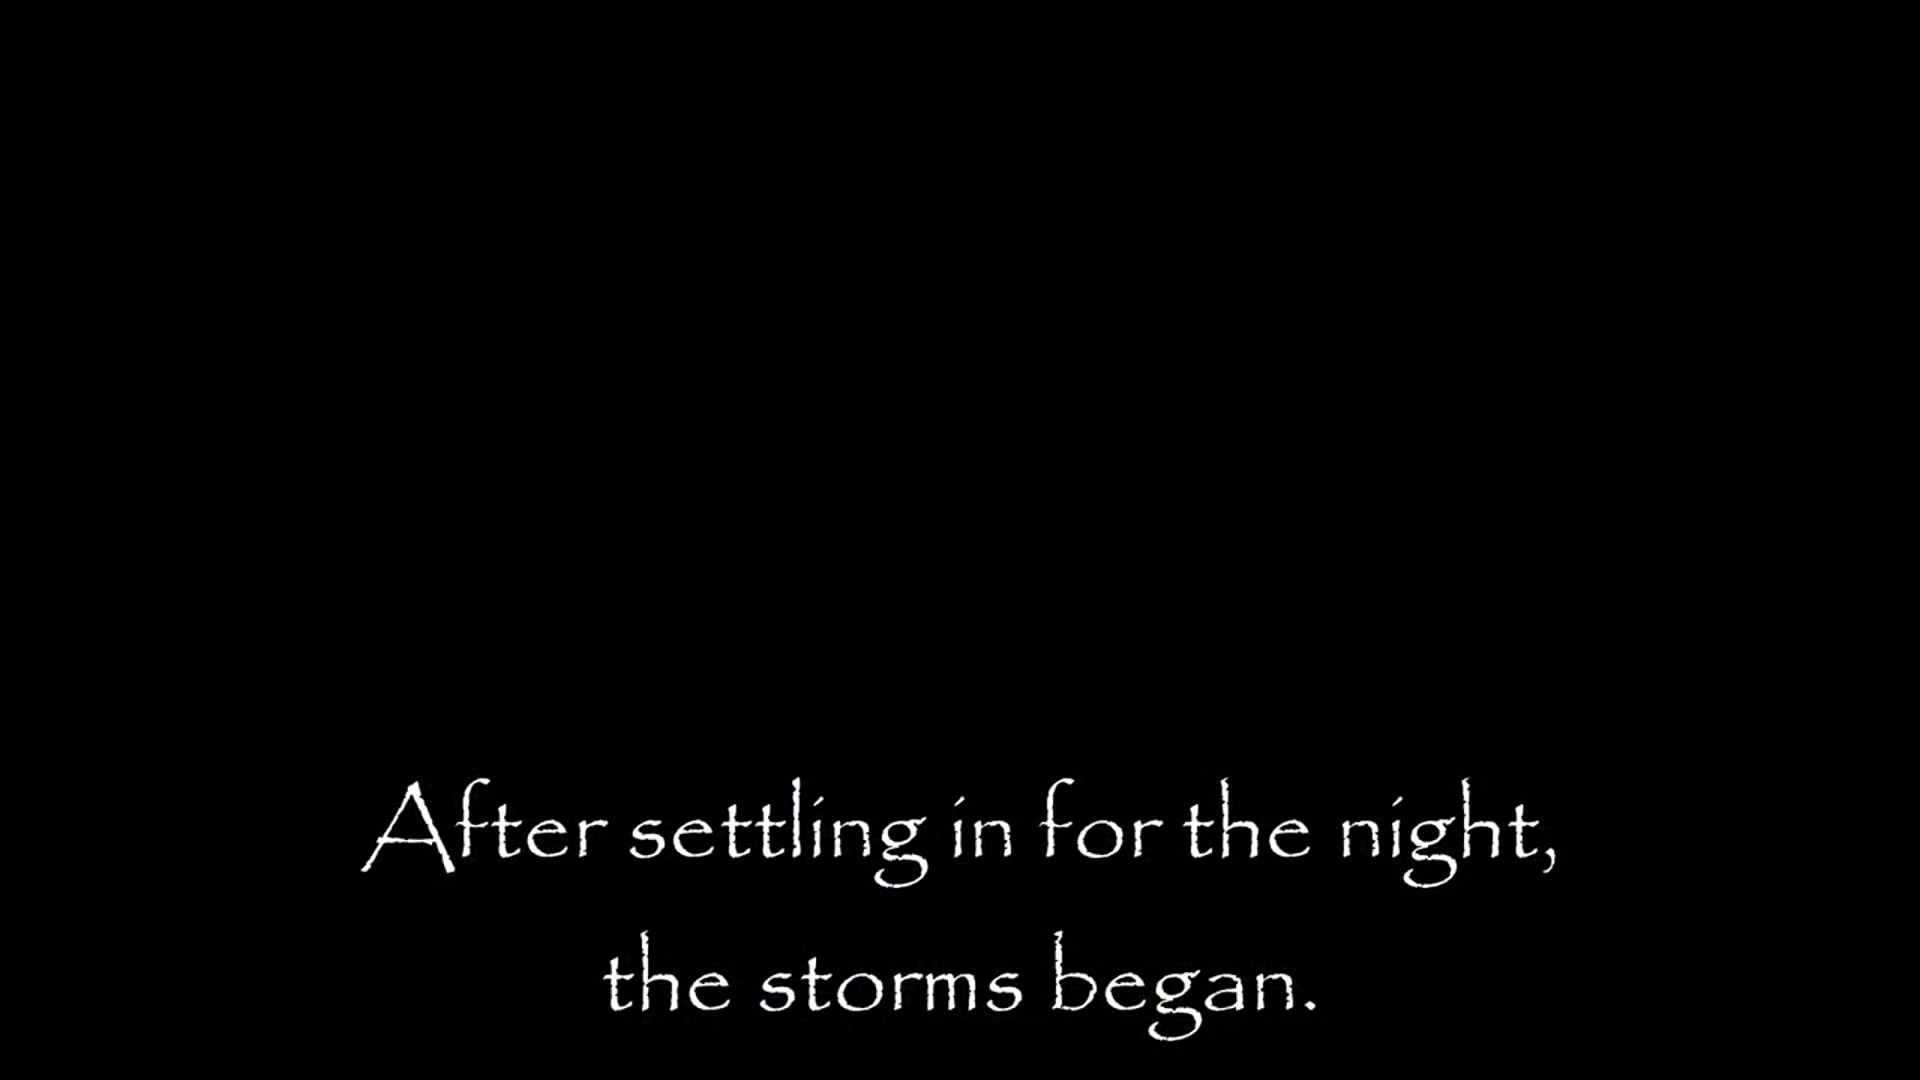 After settling in for the night,
the storms began.